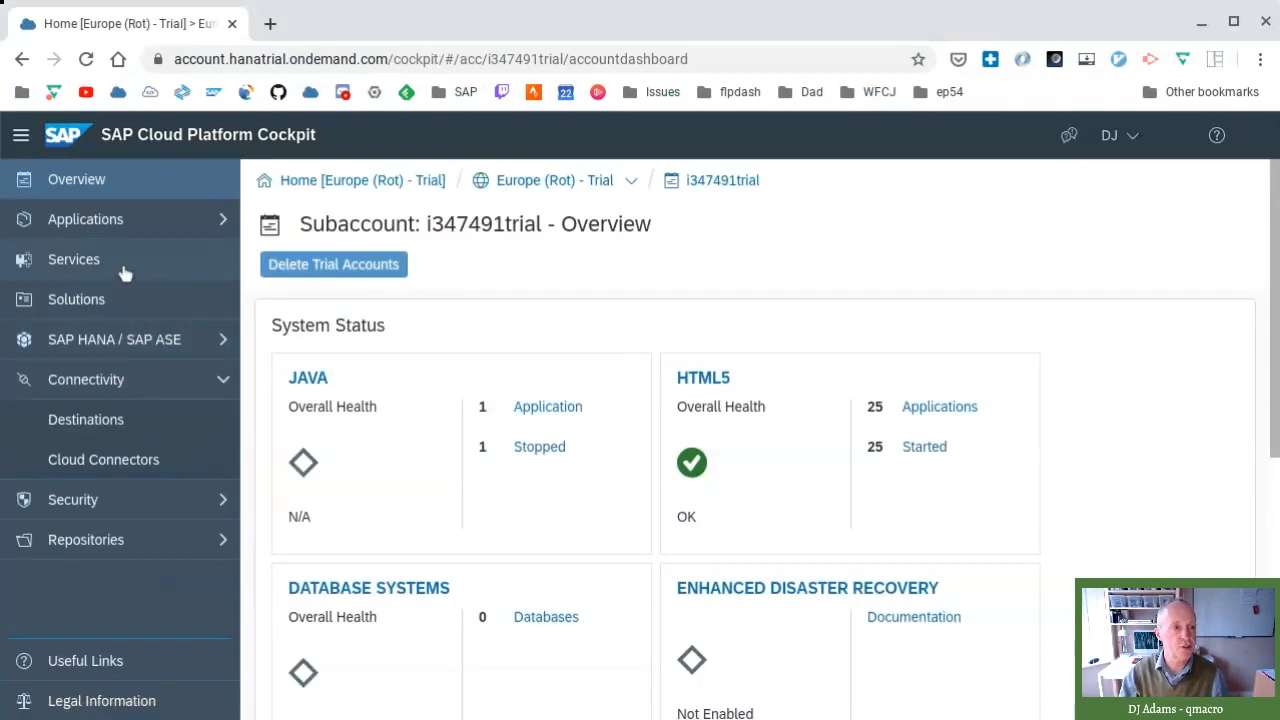 Home [Europe (Rot) - Trial] > Eur
account.hanatrial.ondemand.com/cockpit/#/acc/i347491trial/accountdashboard
22 SAP Issues flpdash Dad WFCJ ep54 Other bookmarks
SAP SAP Cloud Platform Cockpit DJ
Overview
Applications
Services
Solutions
SAP HANA / SAP ASE
Connectivity
Destinations
Cloud Connectors
Security
Repositories
Useful Links
Legal Information
Home [Europe (Rot) - Trial] / Europe (Rot) - Trial / i347491trial
Subaccount: i347491trial - Overview
Delete Trial Accounts
System Status
JAVA
Overall Health 1 Application
1 Stopped
N/A
HTML5
Overall Health 25 Applications
25 Started
OK
DATABASE SYSTEMS
Overall Health 0 Databases
ENHANCED DISASTER RECOVERY
Documentation
Not Enabled
DJ Adams - qmacro